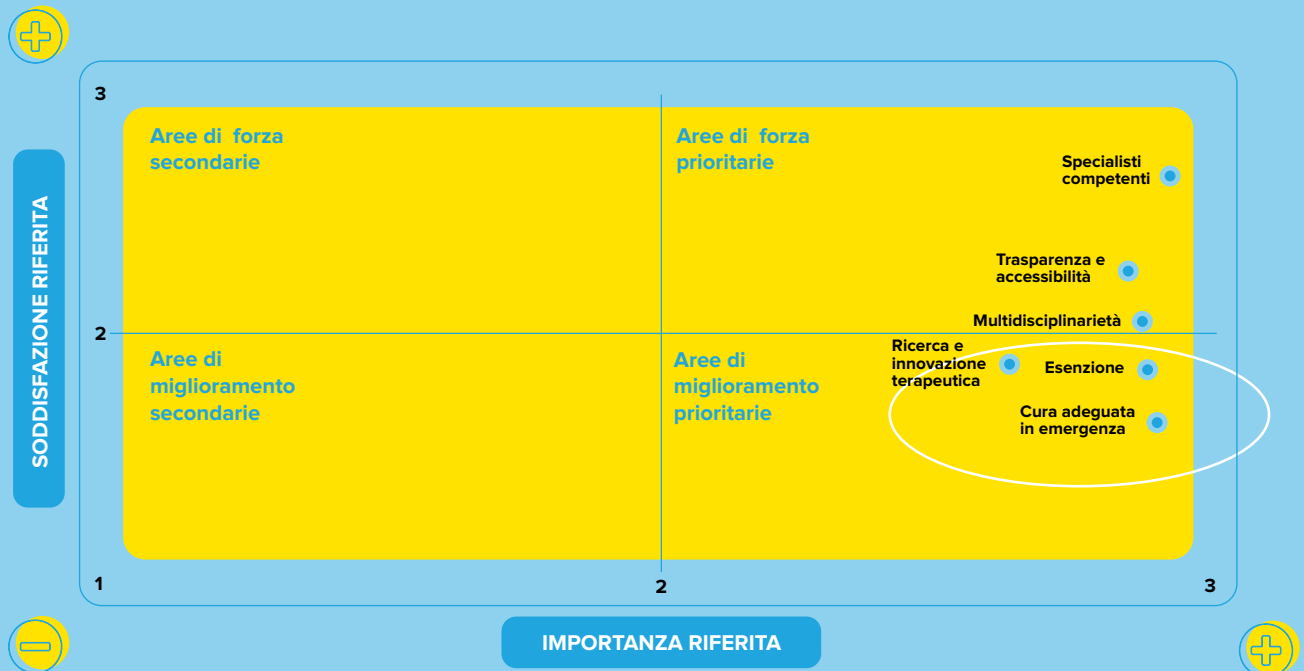 3
Aree di forza
secondarie
Aree di forza
prioritarie
Specialisti
competenti
SODDISFAZIONE RIFERITA
Trasparenza e
accessibilità
Multidisciplinarietà
2
Ricerca e
innovazione
terapeutica
Esenzione
Aree di
miglioramento
secondarie
Aree di
miglioramento
prioritarie
Cura adeguata
in emergenza
1
2
3
IMPORTANZA RIFERITA